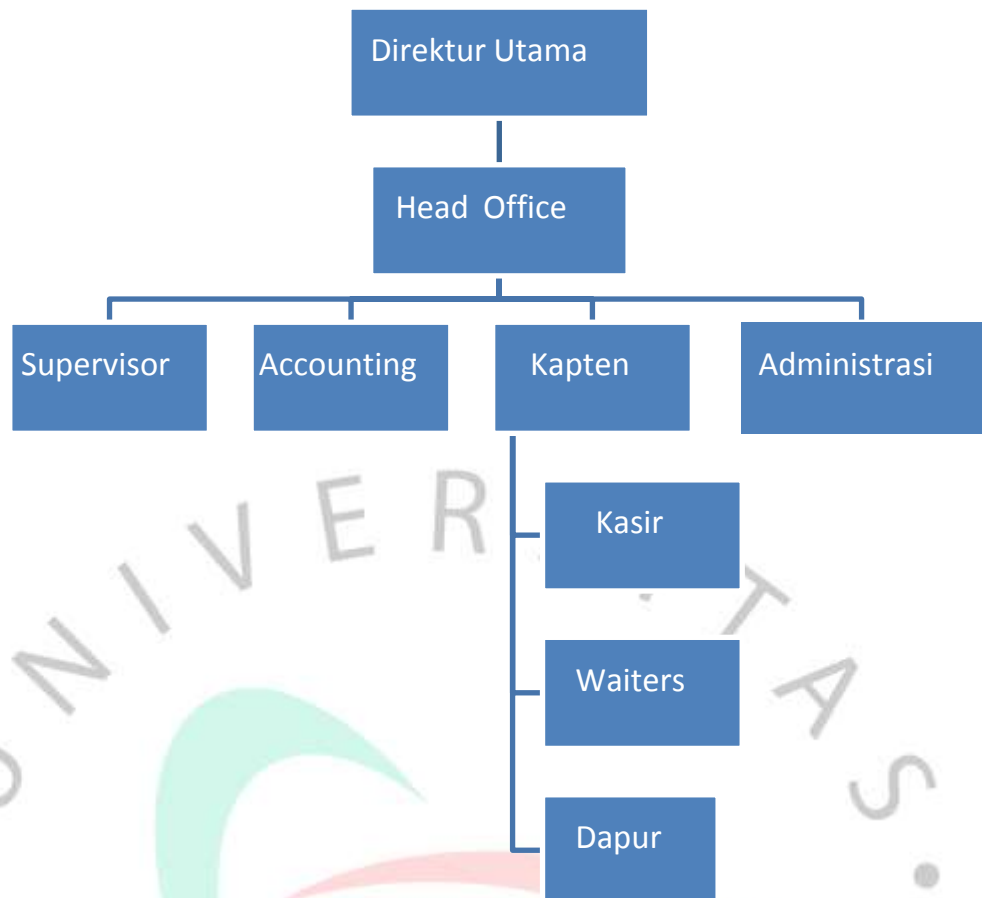 Direktur Utama
Head Office
Supervisor
Accounting
Kapten
Administrasi
Kasir
Waiters
Dapur